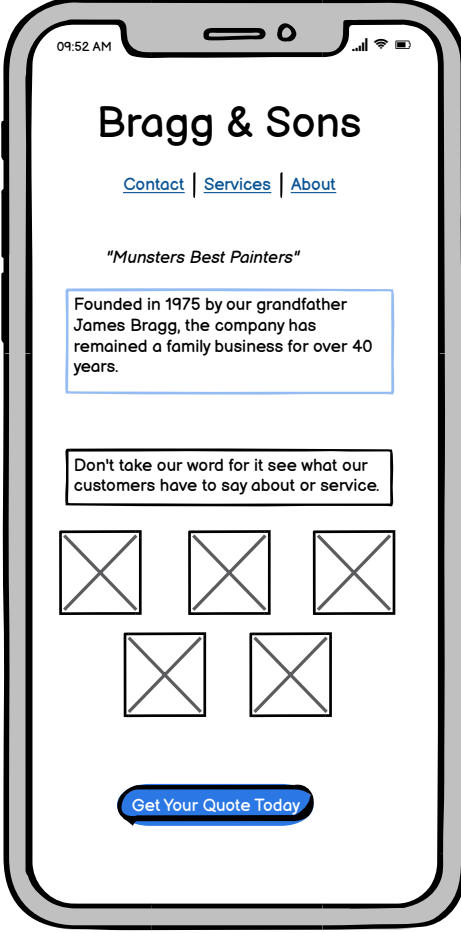 09:52 AM
Bragg & Sons
Contact | Services | About
"Munsters Best Painters"
Founded in 1975 by our grandfather
James Bragg, the company has
remained a family business for over 40
years.
Don't take our word for it see what our
customers have to say about or service.
Get Your Quote Today